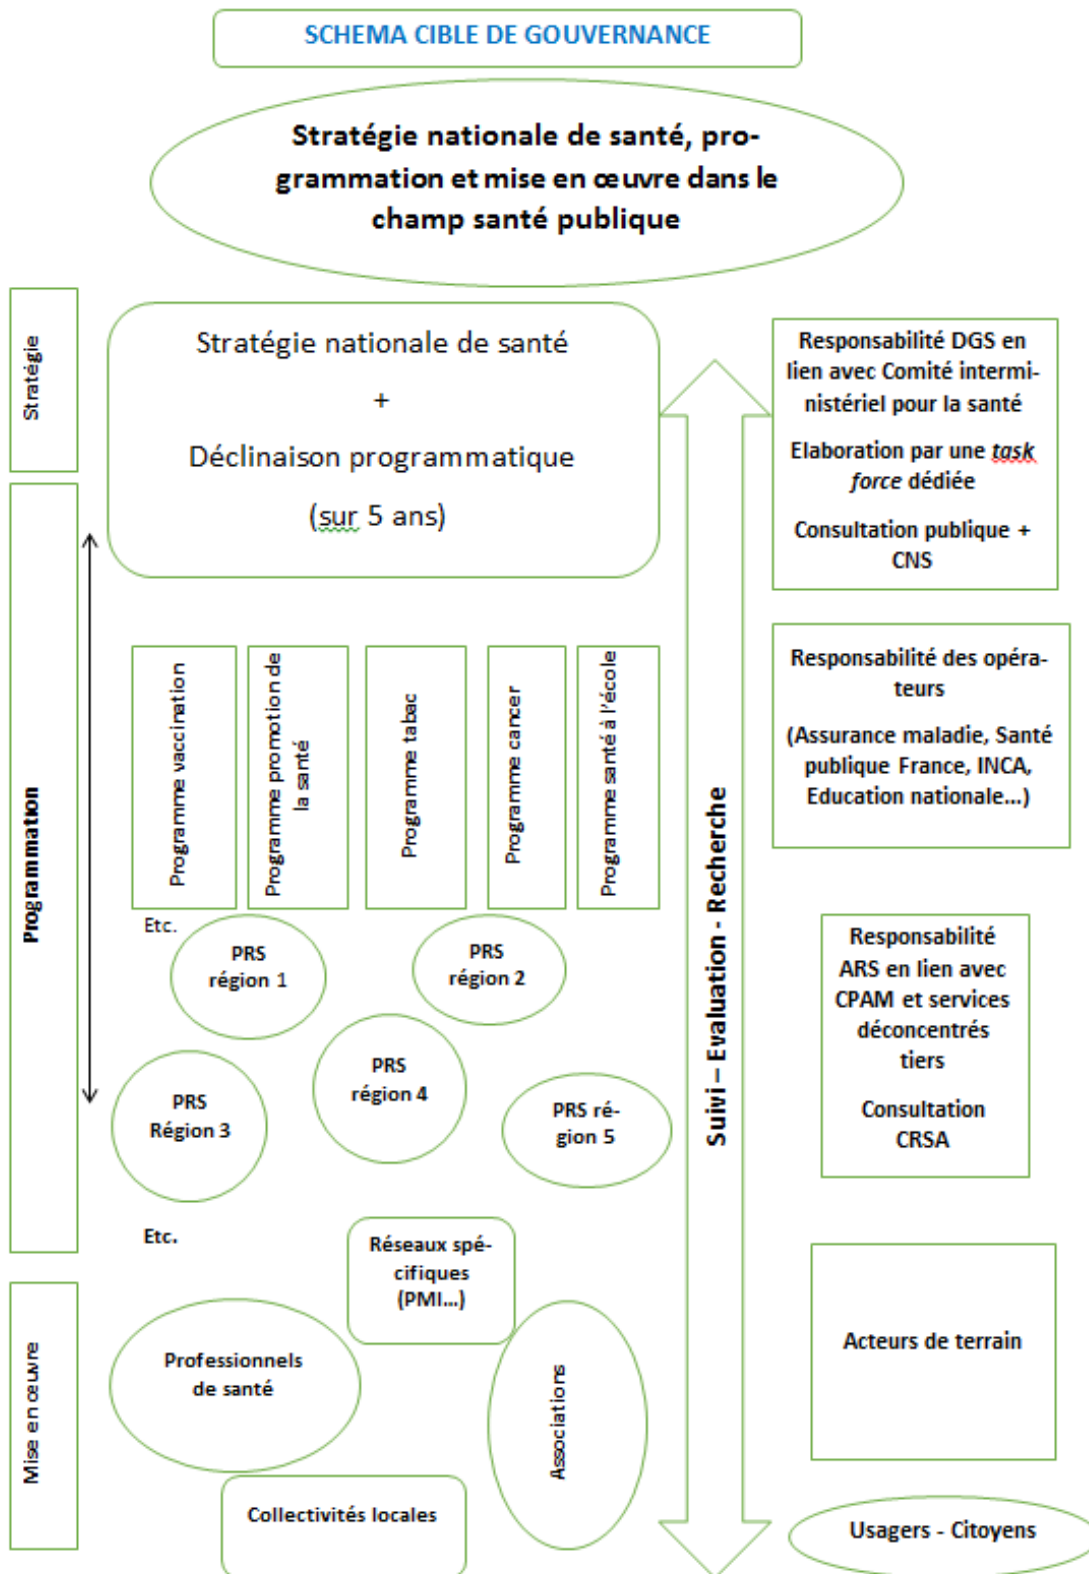 SCHEMA CIBLE DE GOUVERNANCE
Stratégie nationale de santé, pro-
grammation et mise en œuvre dans le
champ santé publique
Stratégie
Stratégie nationale de santé
+
Déclinaison programmatique
(sur 5 ans)
Responsabilité DGS en
lien avec Comité intermi-
nistériel pour la santé
Elaboration par une task
force dédiée
Consultation publique +
CNS
Programmation
Programme vaccination
Programme promotion de
la santé
Programme tabac
Programme cancer
Programme santé à l'école
Responsabilité des opéra-
teurs
(Assurance maladie, Santé
publique France, INCA,
Education nationale...)
Suivi – Evaluation - Recherche
Etc.
PRS
région 1
PRS
région 2
PRS
Région 3
PRS
région 4
PRS ré-
gion 5
Etc.
Responsabilité
ARS en lien avec
CPAM et services
déconcentrés
tiers
Consultation
CRSA
Mise en œuvre
Réseaux spé-
cifiques
(PMI...)
Professionnels
de santé
Associations
Collectivités locales
Acteurs de terrain
Usagers - Citoyens